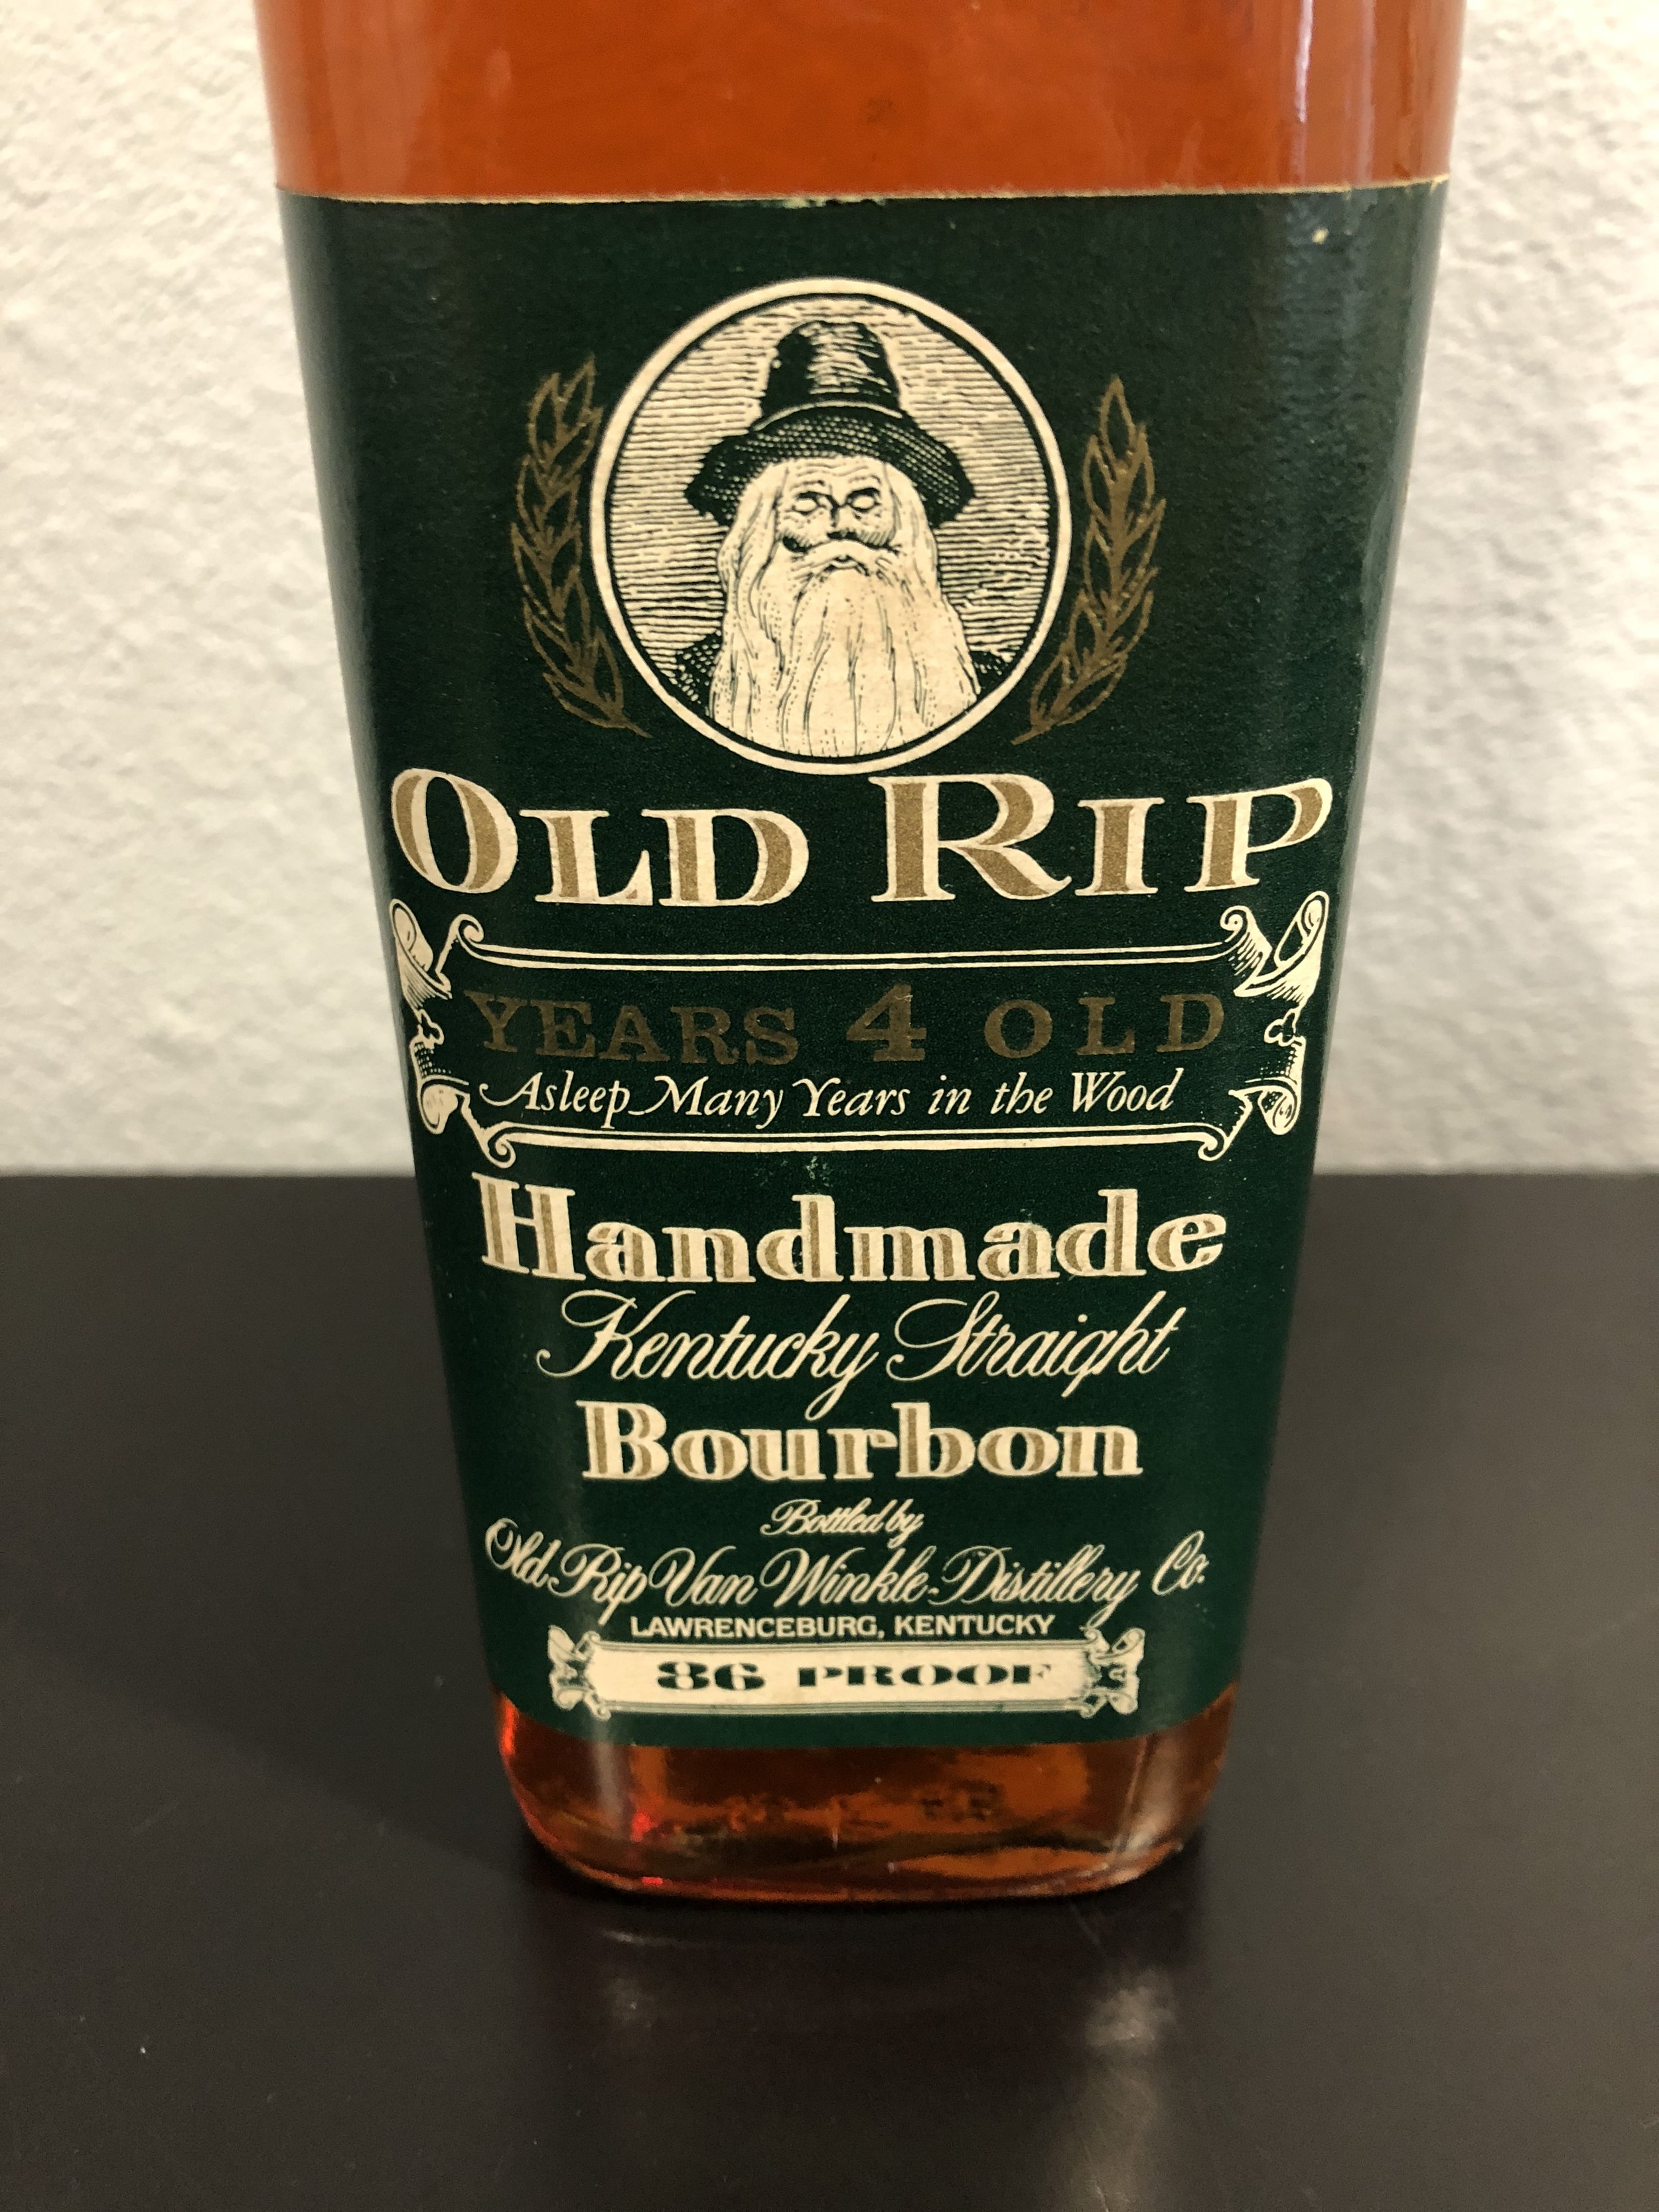 OLD RIP
YEARS 4 OLD
Asleep Many Years in the Wood
Handmade
Kentucky Straight
Bourbon
Bottled by
Old Rip Van Winkle Distillery Co.
LAWRENCEBURG, KENTUCKY
86 PROOF